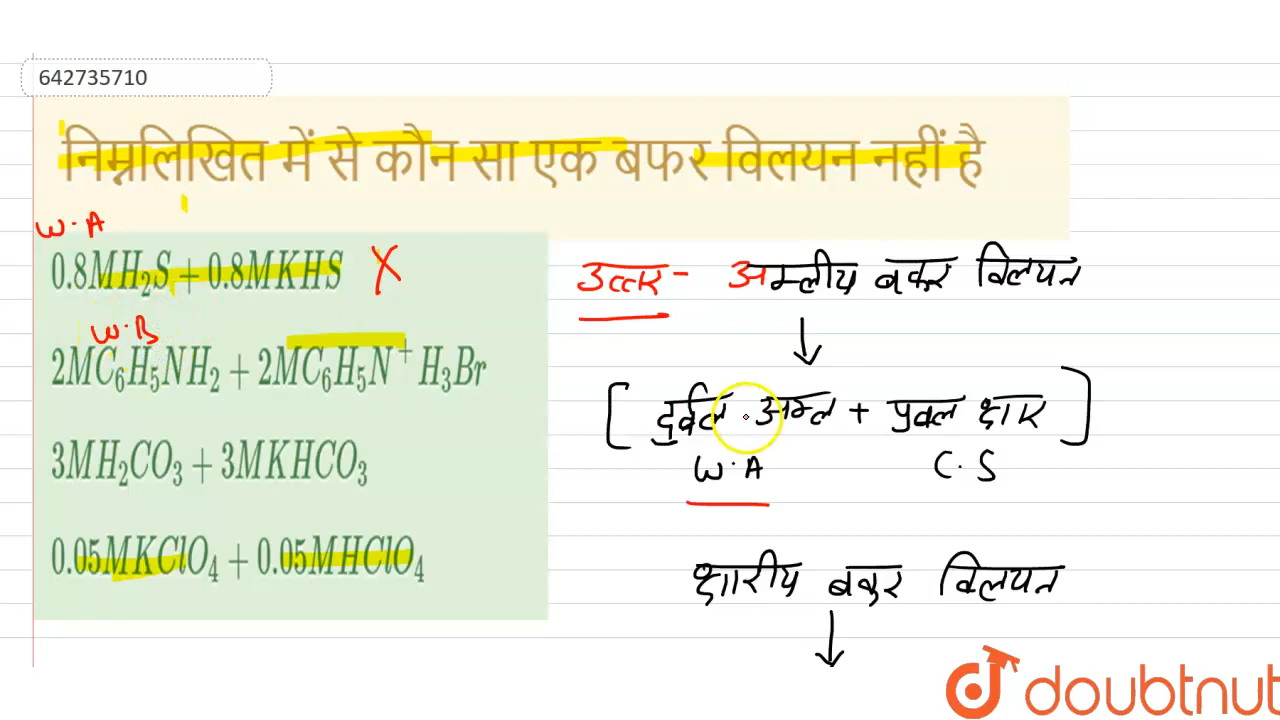 642735710
निम्नलिखित में से कौन सा एक बफर विलयन नहीं है
W.A
0.8MH₂S + 0.8MKHS X
W.B
2MC₆H₅NH₂ + 2MC₆H₅N⁺H₃Br
3MH₂CO₃ + 3MKHCO₃
0.05MKClO₄ + 0.05MHClO₄
उत्तर - अम्लीय बफर विलयन
↓
[दुर्बल अम्ल + प्रबल क्षार]
W.A C.S
क्षारीय बफर विलयन
↓
doubtnut